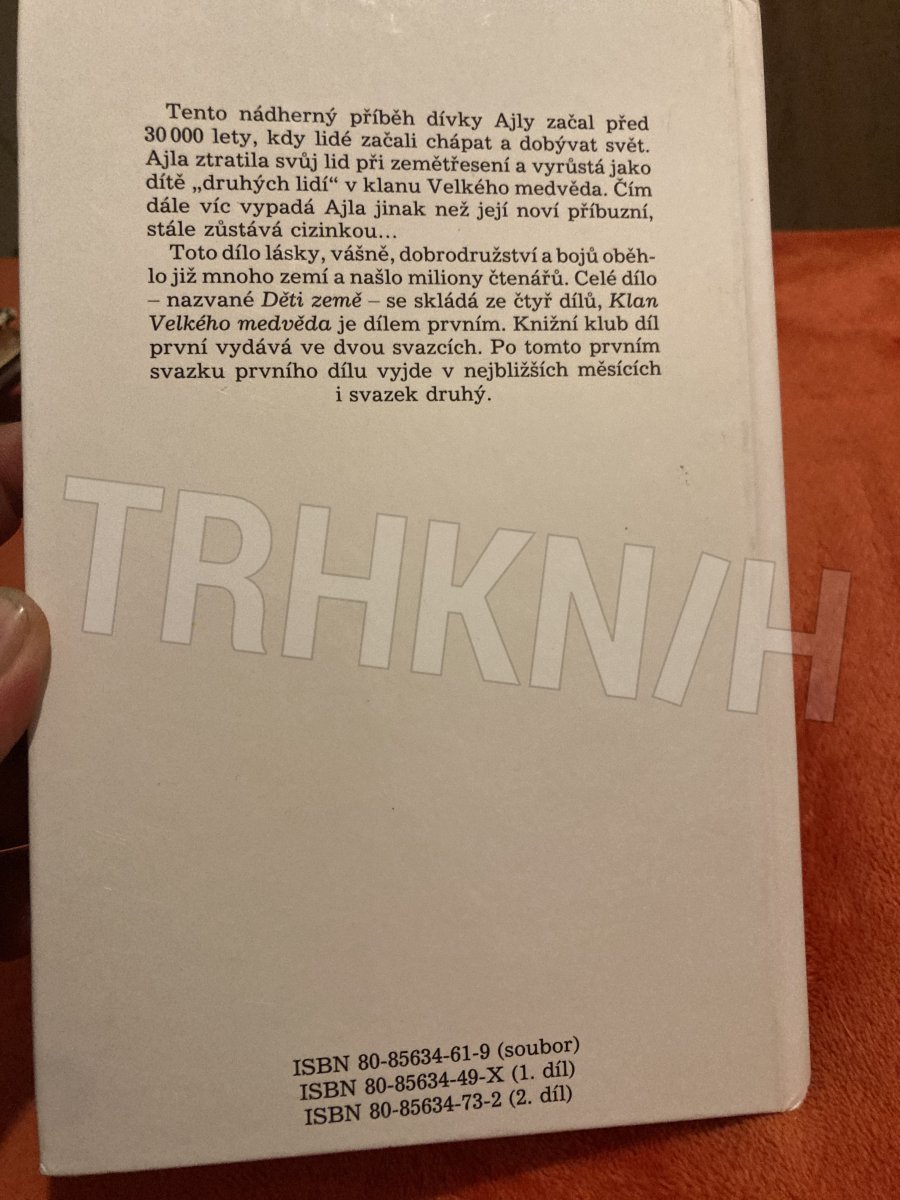 Tento nádherný příběh dívky Ajly začal před
30 000 lety, kdy lidé začali chápat a dobývat svět.
Ajla ztratila svůj lid při zemětřesení a vyrůstá jako
dítě „druhých lidí“ v klanu Velkého medvěda. Čím
dále víc vypadá Ajla jinak než její noví příbuzní,
stále zůstává cizinkou...
Toto dílo lásky, vášně, dobrodružství a bojů oběh-
lo již mnoho zemí a našlo miliony čtenářů. Celé dílo
– nazvané Děti země – se skládá ze čtyř dílů, Klan
Velkého medvěda je dílem prvním. Knižní klub díl
první vydává ve dvou svazcích. Po tomto prvním
svazku prvního dílu vyjde v nejbližších měsících
i svazek druhý.
TRHKN/H
ISBN 80-85634-61-9 (soubor)
ISBN 80-85634-49-X (1. díl)
ISBN 80-85634-73-2 (2. díl)